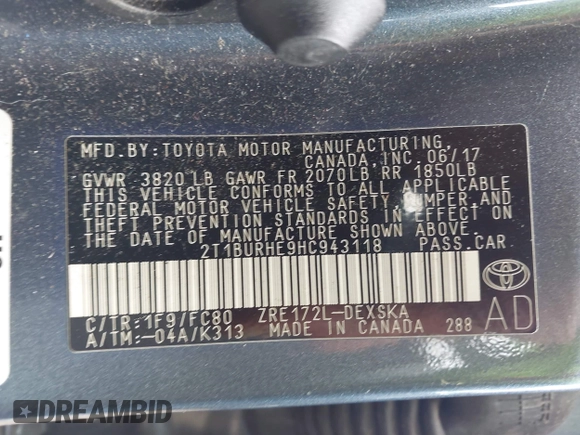 MFD.BY:TOYOTA MOTOR MANUFACTURING,
CANADA,INC. 06/17
GVWR 3820LB GAWR FR 2070LB RR 1850LB
THIS VEHICLE CONFORMS TO ALL APPLICABLE
FEDERAL MOTOR VEHICLE SAFETY, BUMPER,AND
THEFT PREVENTION STANDARDS IN EFFECT ON
THE DATE OF MANUFACTURE SHOWN ABOVE.
2T1BURHE9HC943118 PASS.CAR
C/TR:1F9/FC80 ZRE172L-DEXSKA
A/TM:-04A/K313 MADE IN CANADA 288
AD
DREAMBID